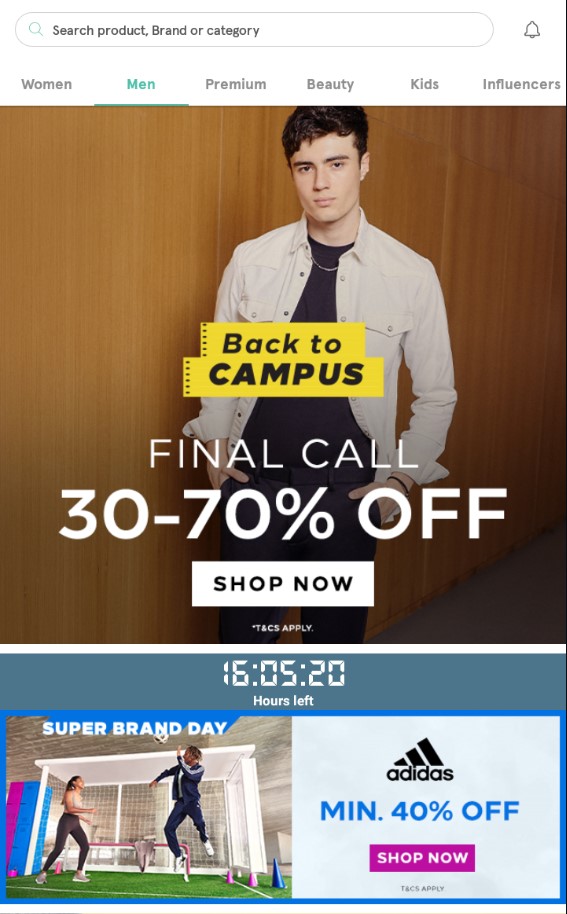 Search product, Brand or category
Women Men Premium Beauty Kids Influencers
Back to
CAMPUS
FINAL CALL
30-70% OFF
SHOP NOW
*T&CS APPLY.
16:05:20
Hours left
SUPER BRAND DAY
adidas
MIN. 40% OFF
SHOP NOW
T&CS APPLY